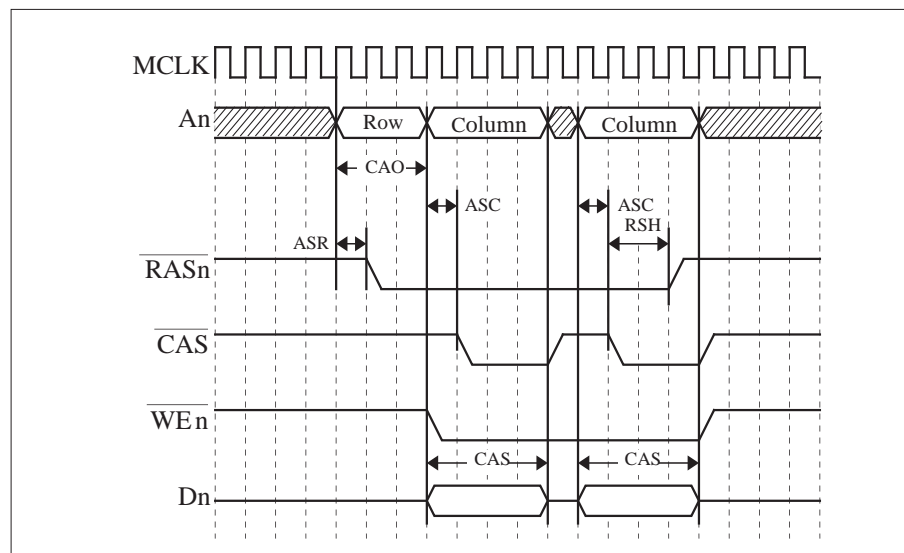 MCLK
An
Row
Column
Column
CAO
ASC
ASC
RSH
ASR
RASn
CAS
WEn
CAS
CAS
Dn